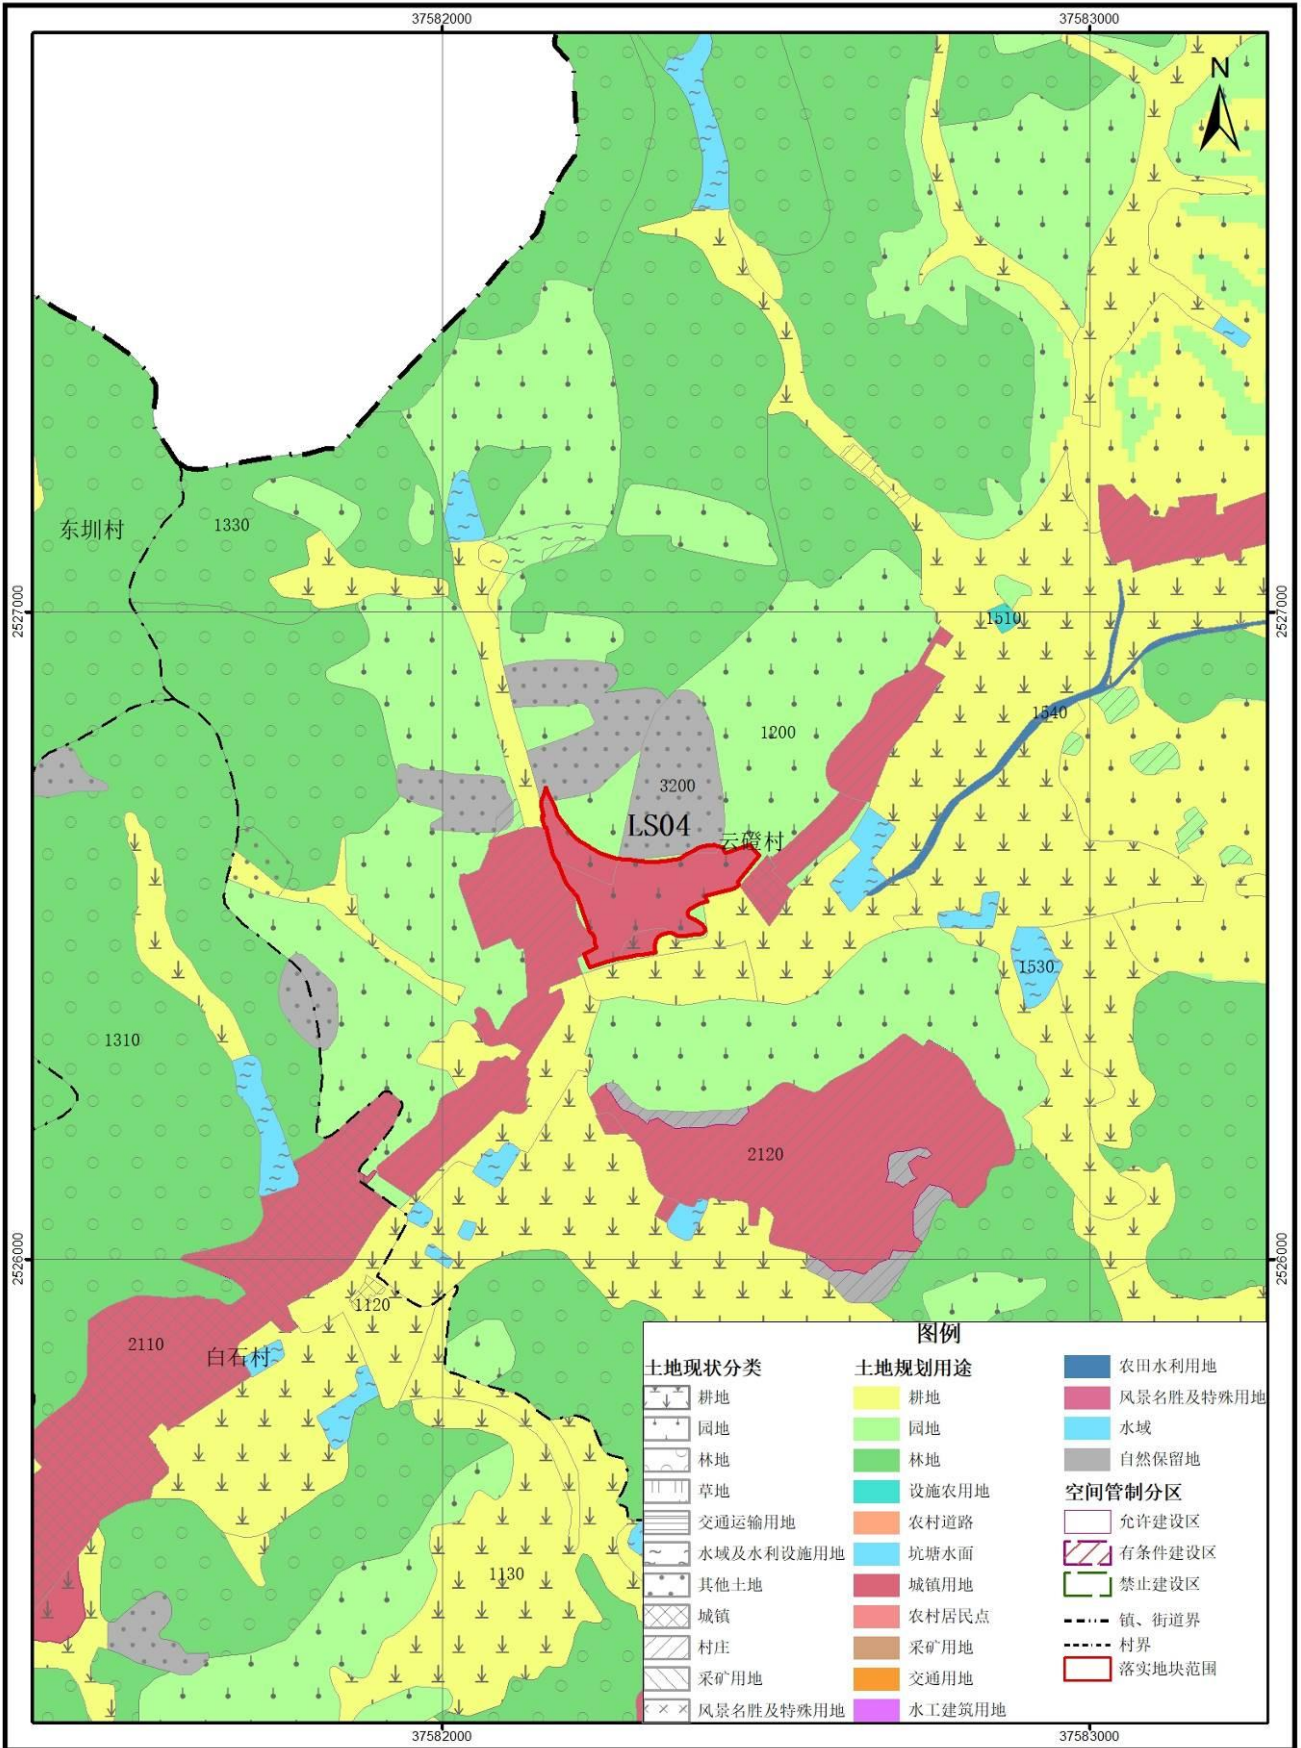 37582000
37583000
N
东圳村
1330
2527000
2527000
1510
1540
1200
3200
LS04
云磴村
1530
1310
2120
2526000
2526000
1120
2110
白石村
1130
图例
土地现状分类
耕地
园地
林地
草地
交通运输用地
水域及水利设施用地
其他土地
城镇
村庄
采矿用地
风景名胜及特殊用地
土地规划用途
耕地
园地
林地
设施农用地
农村道路
坑塘水面
城镇用地
农村居民点
采矿用地
交通用地
水工建筑用地
农田水利用地
风景名胜及特殊用地
水域
自然保留地
空间管制分区
允许建设区
有条件建设区
禁止建设区
镇、街道界
村界
落实地块范围
37582000
37583000